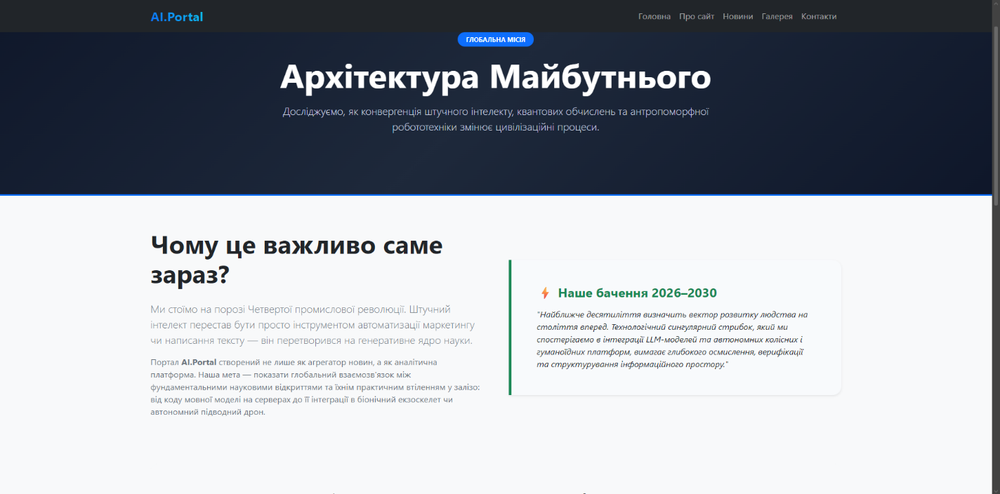 AI.Portal
Головна Про сайт Новини Галерея Контакти
ГЛОБАЛЬНА МІСІЯ
Архітектура Майбутнього
Досліджуємо, як конвергенція штучного інтелекту, квантових обчислень та антропоморфної
робототехніки змінює цивілізаційні процеси.
Чому це важливо саме
зараз?
Ми стоїмо на порозі Четвертої промислової революції. Штучний
інтелект перестав бути просто інструментом автоматизації маркетингу
чи написання тексту — він перетворився на генеративне ядро науки.
Портал AI.Portal створений не лише як агрегатор новин, а як аналітична
платформа. Наша мета — показати глобальний взаємозв'язок між
фундаментальними науковими відкриттями та їхнім практичним втіленням у залізо:
від коду мовної моделі на серверах до її інтеграції в біонічний екзоскелет чи
автономний підводний дрон.
Наше бачення 2026–2030
"Найближче десятиліття визначить вектор розвитку людства на
століття вперед. Технологічний сингулярний стрибок, який ми
спостерігаємо в інтеграції LLM-моделей та автономних колісних і
гуманоїдних платформ, вимагає глибокого осмислення, верифікації
та структурування інформаційного простору."